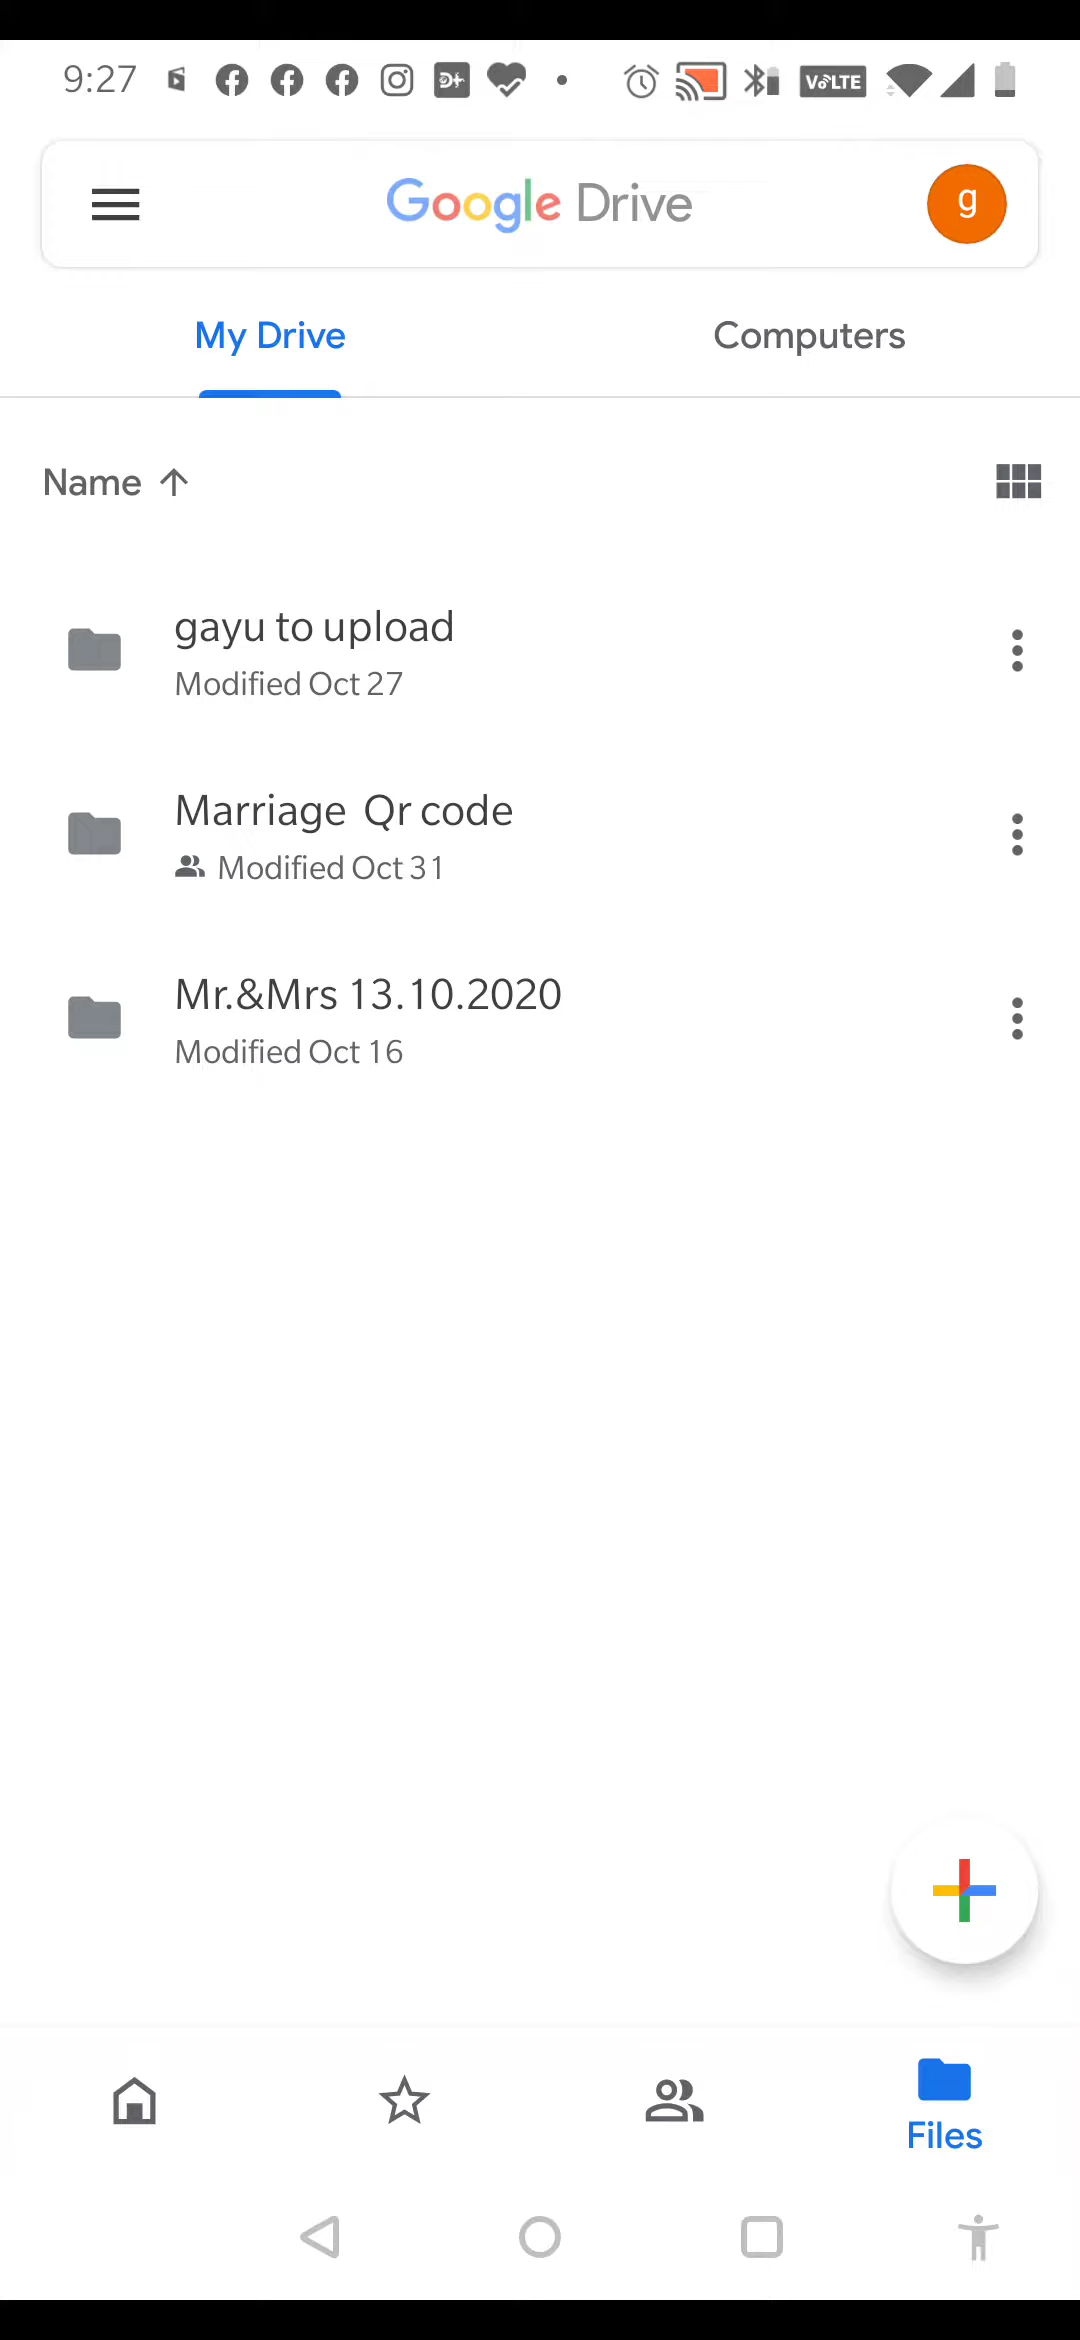 9:27
D+
VoLTE
Google Drive
g
My Drive
Computers
Name
gayu to upload
Modified Oct 27
Marriage Qr code
Modified Oct 31
Mr.&Mrs 13.10.2020
Modified Oct 16
Files